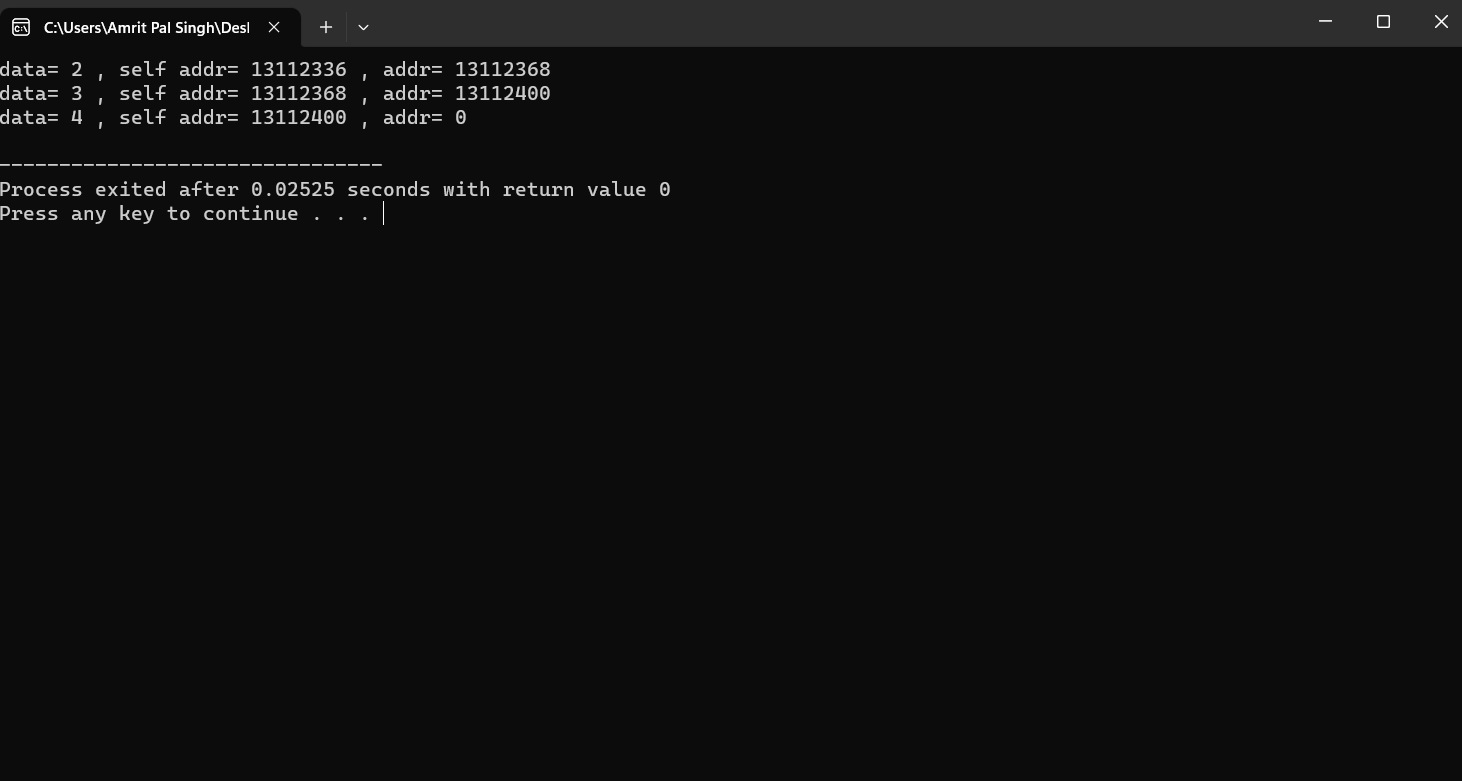 C:\Users\Amrit Pal Singh\Desl
data= 2 , self addr= 13112336 , addr= 13112368
data= 3 , self addr= 13112368 , addr= 13112400
data= 4 , self addr= 13112400 , addr= 0
--------------------------------
Process exited after 0.02525 seconds with return value 0
Press any key to continue . . .